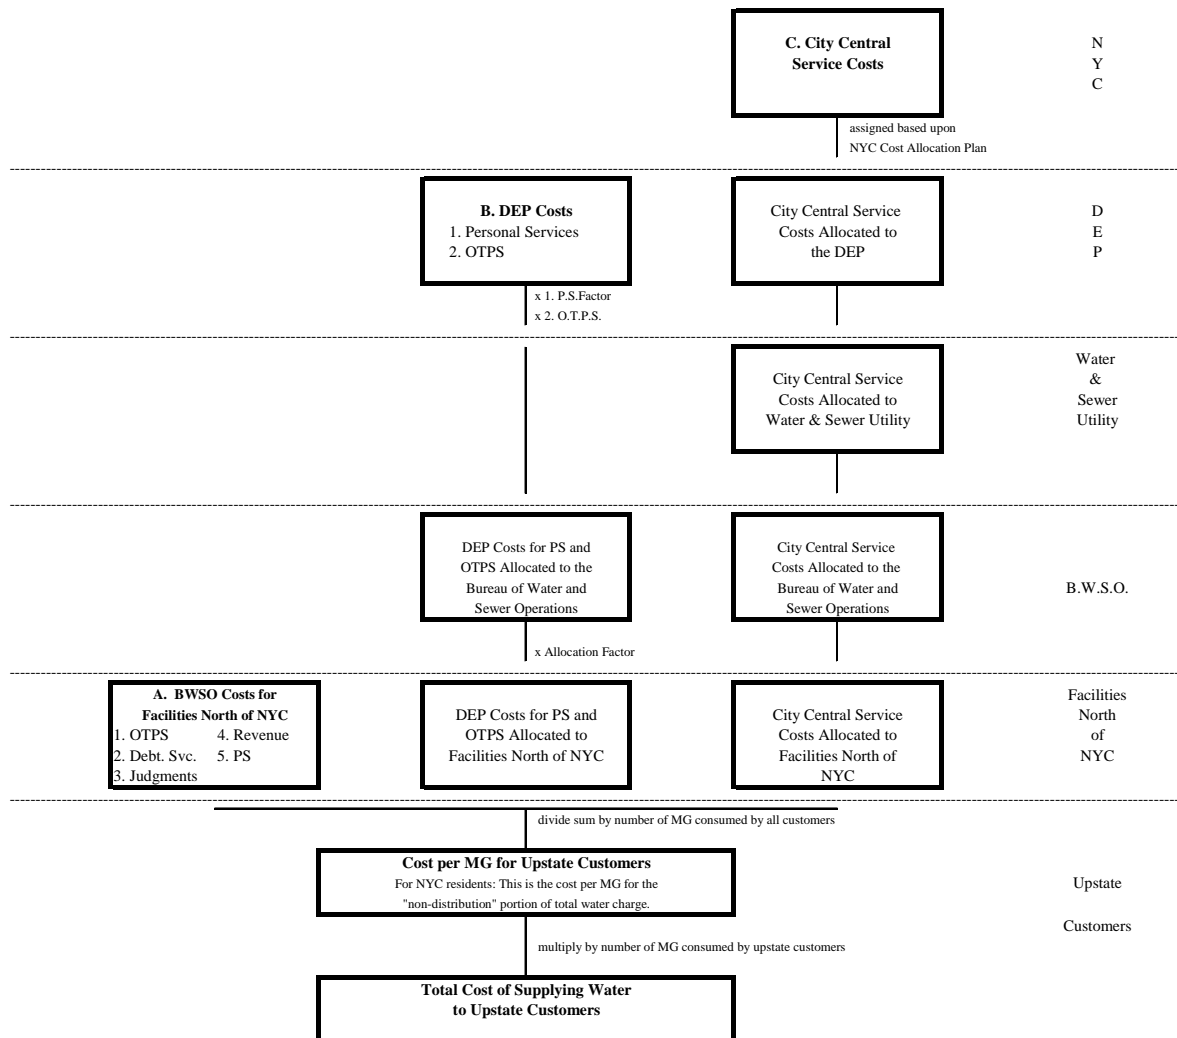 C. City Central
Service Costs
N
Y
C
assigned based upon
NYC Cost Allocation Plan
B. DEP Costs
1. Personal Services
2. OTPS
City Central Service
Costs Allocated to
the DEP
D
E
P
x 1. P.S.Factor
x 2. O.T.P.S.
City Central Service
Costs Allocated to
Water & Sewer Utility
Water
&
Sewer
Utility
DEP Costs for PS and
OTPS Allocated to the
Bureau of Water and
Sewer Operations
City Central Service
Costs Allocated to the
Bureau of Water and
Sewer Operations
B.W.S.O.
x Allocation Factor
A. BWSO Costs for
Facilities North of NYC
1. OTPS 4. Revenue
2. Debt. Svc. 5. PS
3. Judgments
DEP Costs for PS and
OTPS Allocated to
Facilities North of NYC
City Central Service
Costs Allocated to
Facilities North of
NYC
Facilities
North
of
NYC
divide sum by number of MG consumed by all customers
Cost per MG for Upstate Customers
For NYC residents: This is the cost per MG for the
"non-distribution" portion of total water charge.
Upstate
Customers
multiply by number of MG consumed by upstate customers
Total Cost of Supplying Water
to Upstate Customers